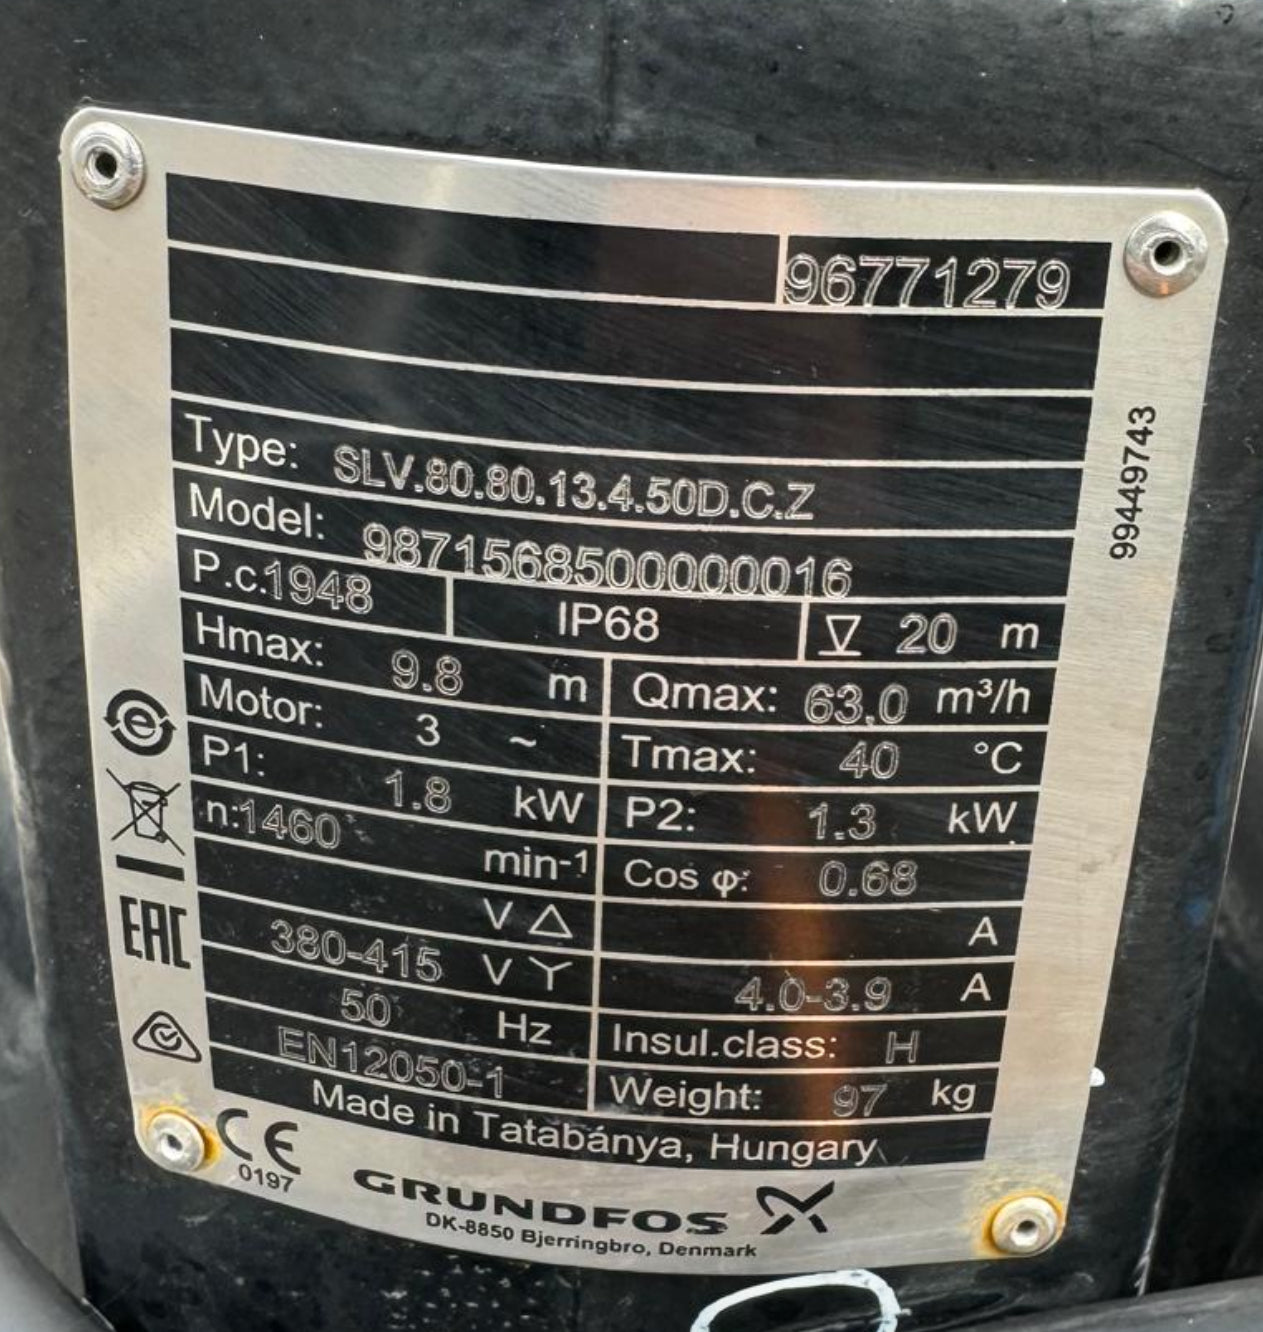 96771279
Type: SLV.80.80.13.4.50D.C.Z
Model: 9871568500000016
P.c.1948 IP68 20 m
Hmax: 9.8 m Qmax: 63.0 m³/h
Motor: 3 ~ Tmax: 40 °C
P1: 1.8 kW P2: 1.3 kW
n:1460 min-1 Cos φ: 0.68
V △ A
380-415 V Y 4.0-3.9 A
50 Hz Insul.class: H
EN12050-1 Weight: 97 kg
Made in Tatabánya, Hungary
99449743
e
EAC
CE
0197
GRUNDFOS
DK-8850 Bjerringbro, Denmark